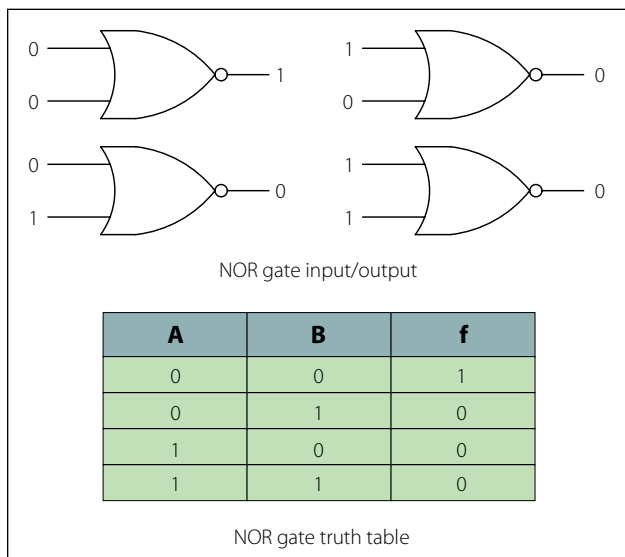 0 1 1 0
0 0
0 0 1 0
1 1
NOR gate input/output
A B f
0 0 1
0 1 0
1 0 0
1 1 0
NOR gate truth table